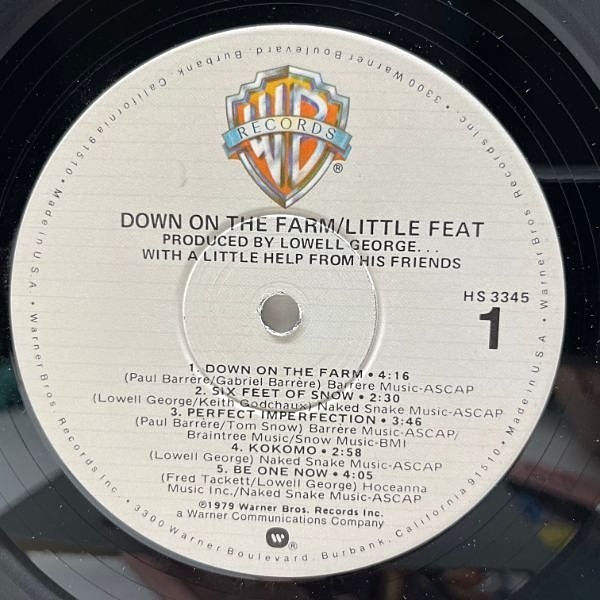 WB
RECORDS
®
DOWN ON THE FARM/LITTLE FEAT
PRODUCED BY LOWELL GEORGE...
WITH A LITTLE HELP FROM HIS FRIENDS
HS 3345
1
1. DOWN ON THE FARM • 4:16
(Paul Barrère/Gabriel Barrère) Barrère Music-ASCAP
2. SIX FEET OF SNOW • 2:30
(Lowell George/Keith Godchaux) Naked Snake Music-ASCAP
3. PERFECT IMPERFECTION • 3:46
(Paul Barrère/Tom Snow) Barrère Music-ASCAP/
Braintree Music/Snow Music-BMI
4. KOKOMO • 2:58
(Lowell George) Naked Snake Music-ASCAP
5. BE ONE NOW • 4:05
(Fred Tackett/Lowell George) Hoceanna
Music Inc./Naked Snake Music-ASCAP
©1979 Warner Bros. Records Inc.
a Warner Communications Company
W®
Warner Bros. Records Inc. • 3300 Warner Boulevard, Burbank, California 91510 • Made in U.S.A. • Warner Bros. Records Inc. • 3300 Warner Boulevard, Burbank, California 91510 • Made in U.S.A. •